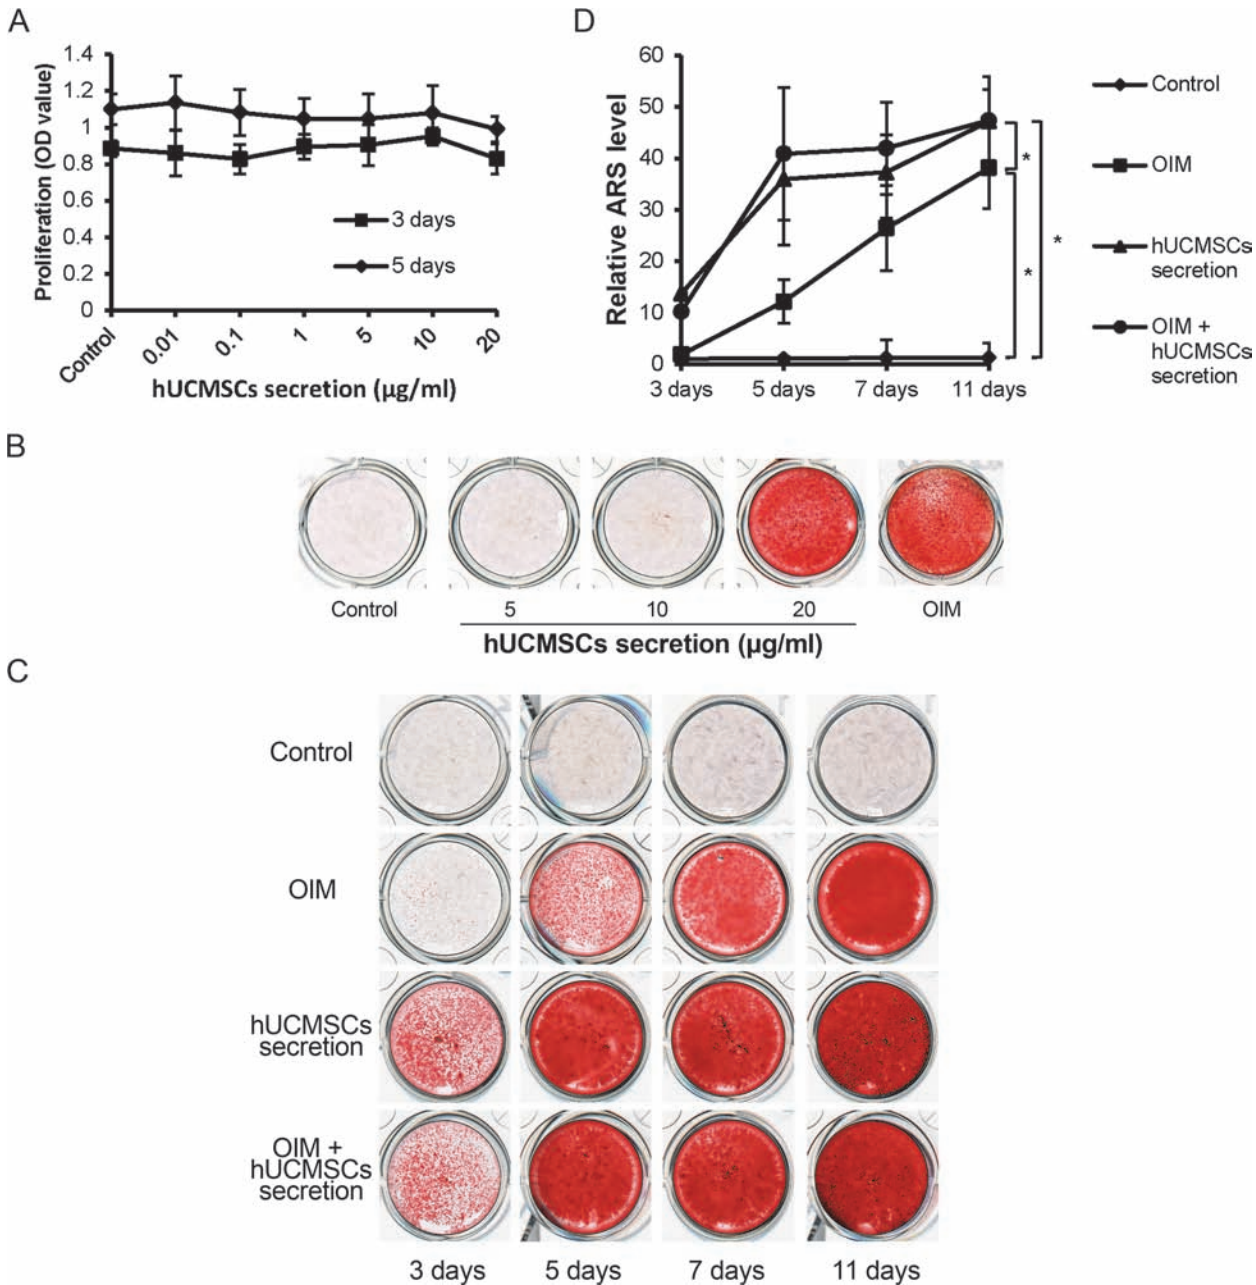 A
Proliferation (OD value)
1.4
1.2
1
0.8
0.6
0.4
0.2
0
3 days
5 days
Control
0.01
0.1
1
5
10
20
hUCMSCs secretion (µg/ml)
D
Relative ARS level
60
50
40
30
20
10
0
3 days
5 days
7 days
11 days
*
*
*
Control
OIM
hUCMSCs
secretion
OIM +
hUCMSCs
secretion
B
Control
5
10
20
OIM
hUCMSCs secretion (µg/ml)
C
Control
OIM
hUCMSCs
secretion
OIM +
hUCMSCs
secretion
3 days
5 days
7 days
11 days